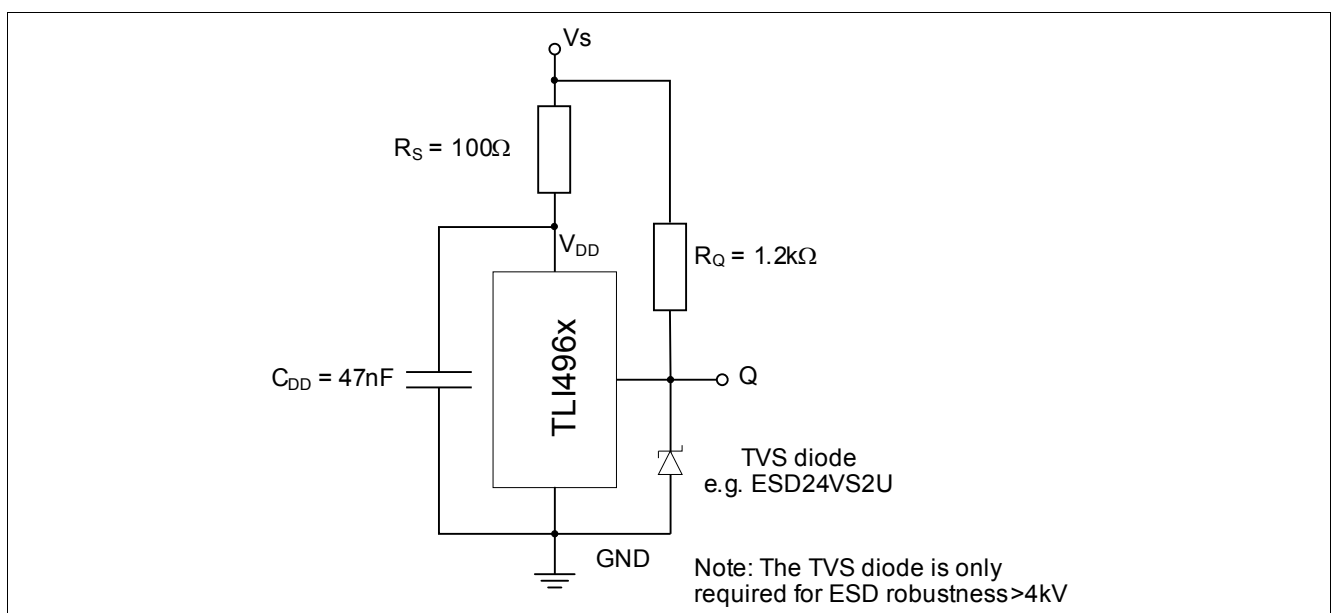 Vs
R_S = 100Ω
V_DD
R_Q = 1.2kΩ
TLI496x
C_DD = 47nF
Q
TVS diode
e.g. ESD24VS2U
GND
Note: The TVS diode is only
required for ESD robustness>4kV